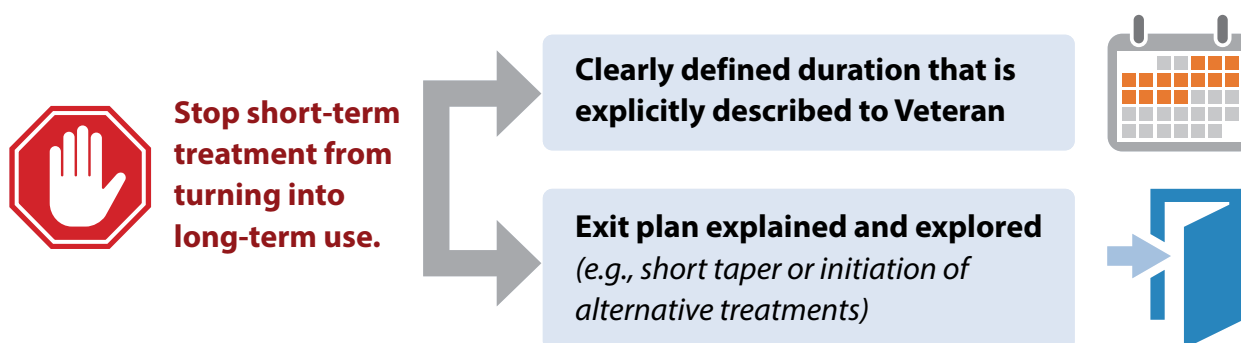 Stop short-term
treatment from
turning into
long-term use.
Clearly defined duration that is
explicitly described to Veteran
Exit plan explained and explored
(e.g., short taper or initiation of
alternative treatments)